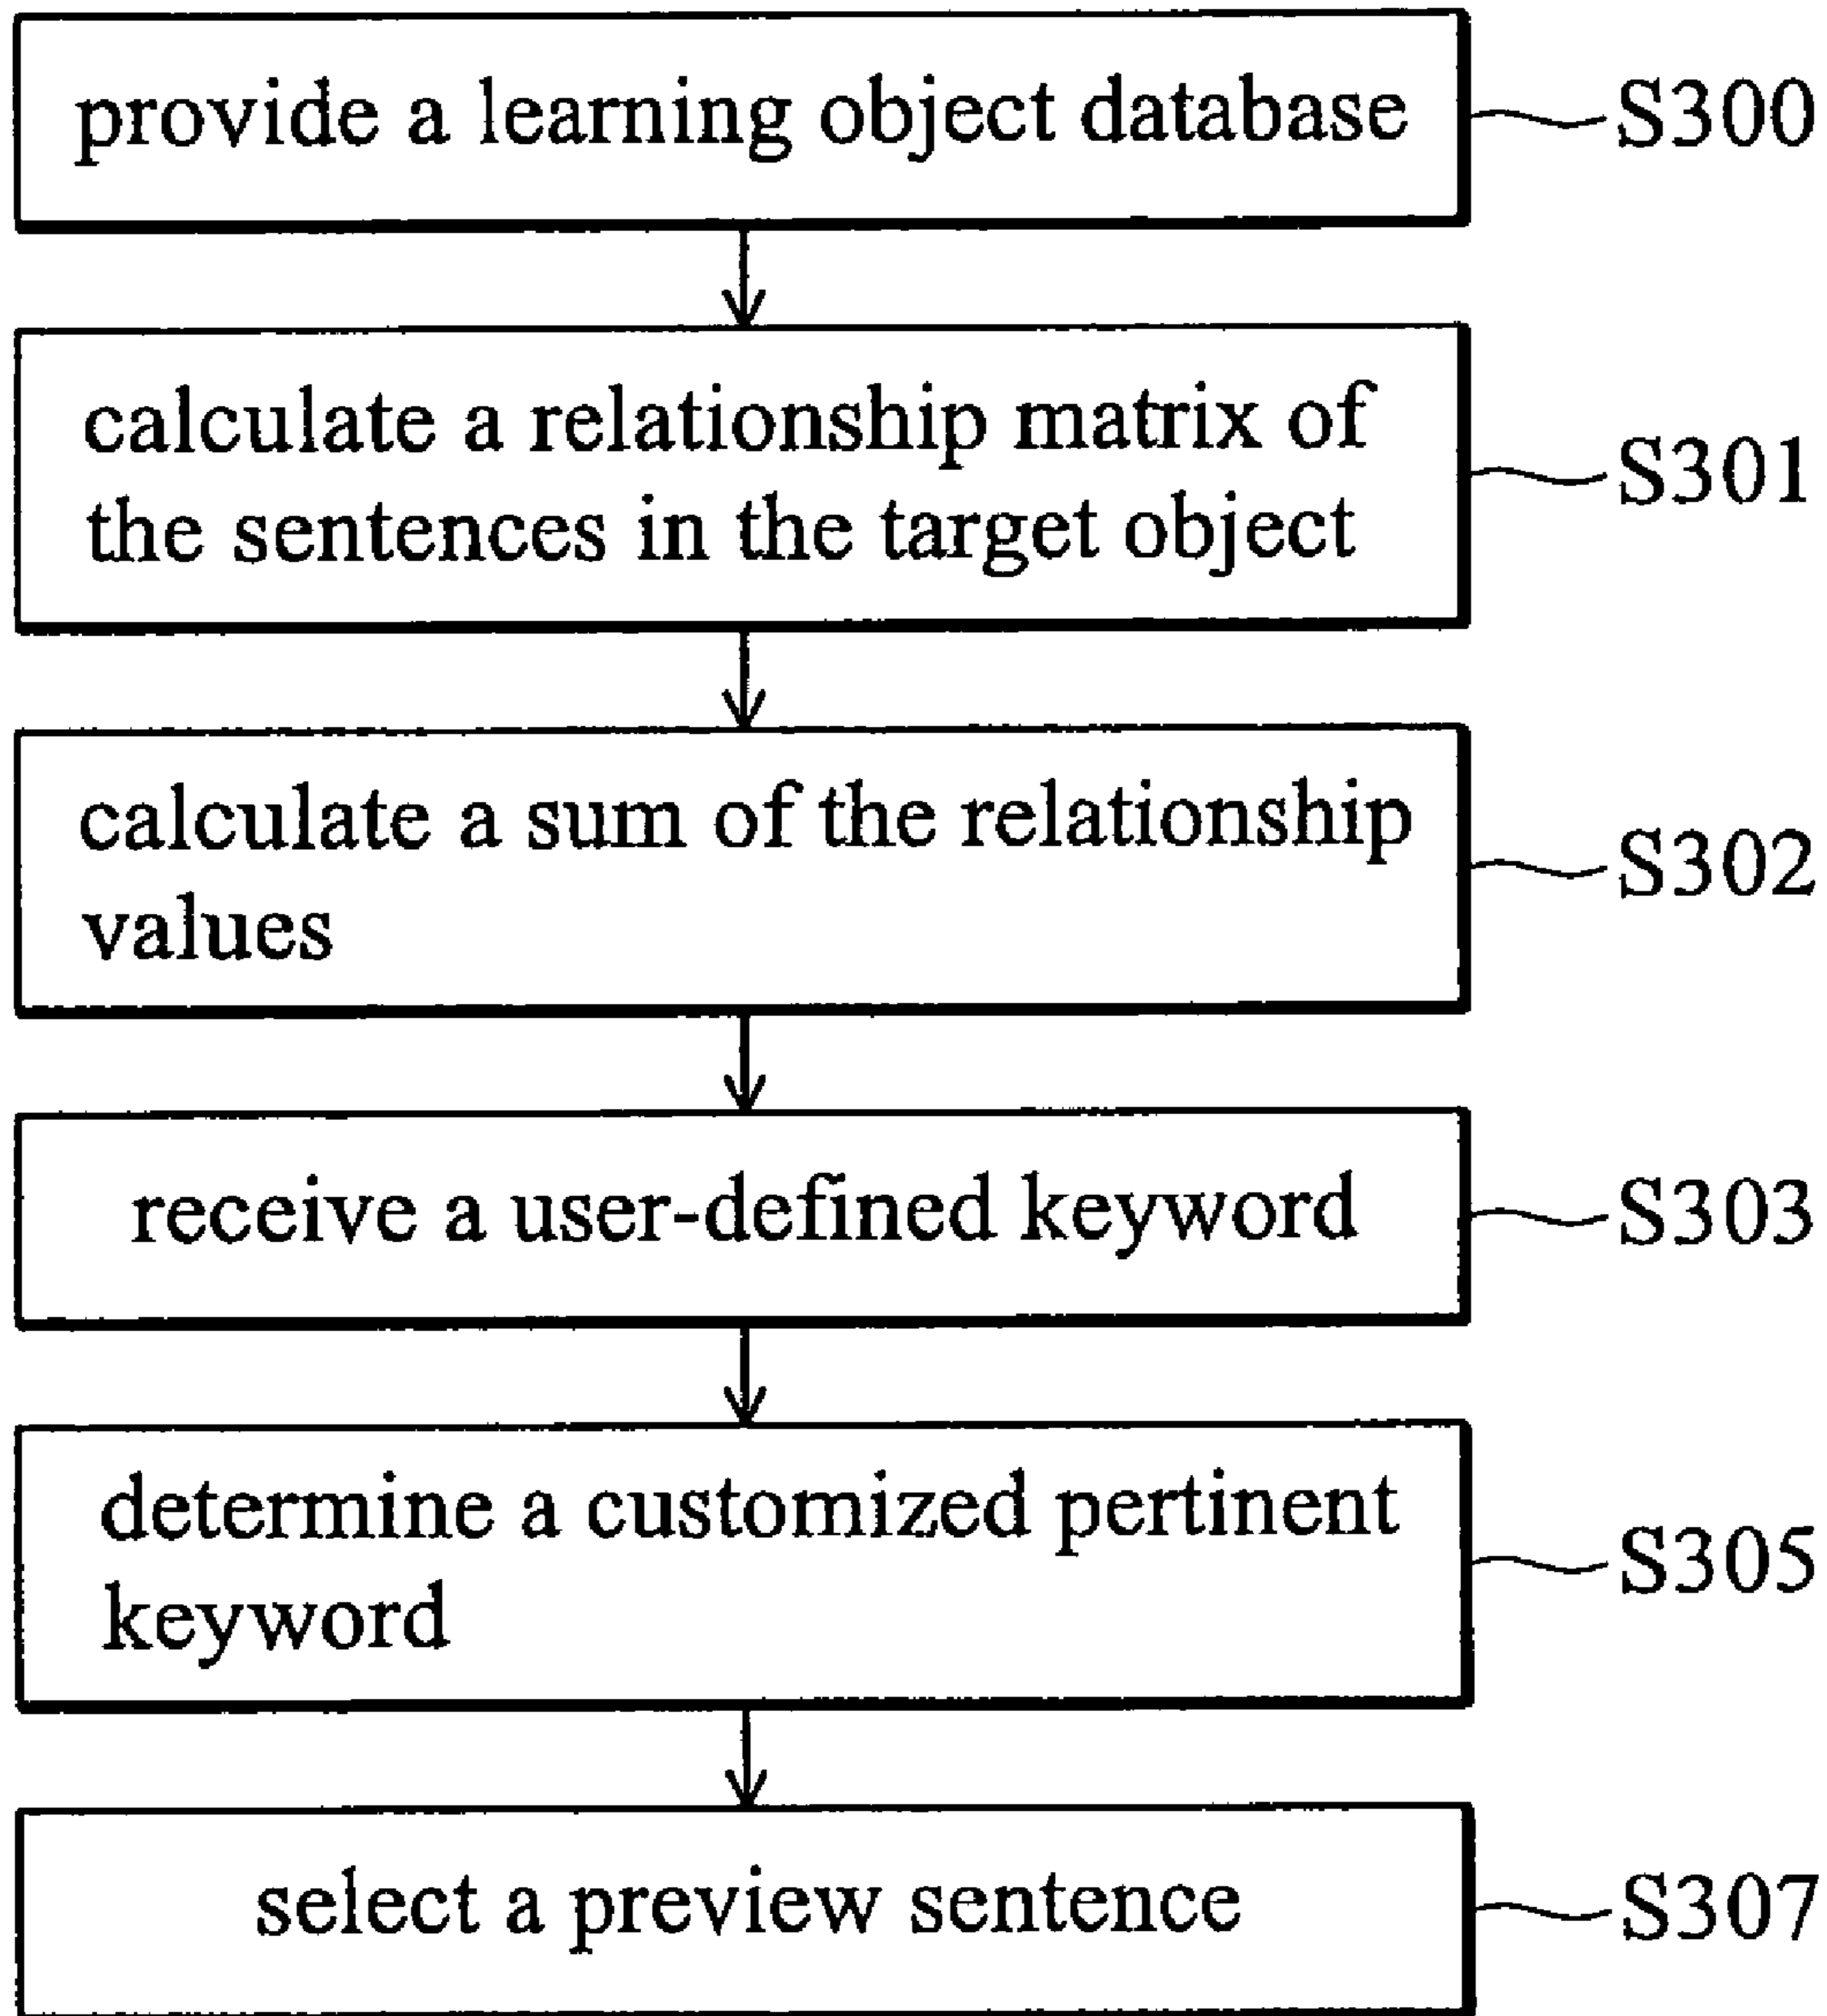 provide a learning object database
S300
calculate a relationship matrix of
the sentences in the target object
S301
calculate a sum of the relationship
values
S302
receive a user-defined keyword
S303
determine a customized pertinent
keyword
S305
select a preview sentence
S307